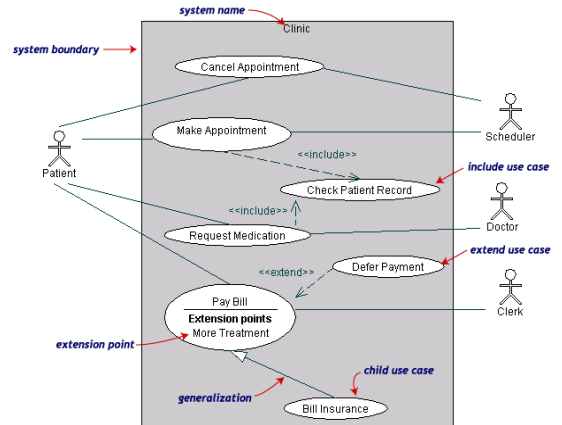 system name
Clinic
system boundary
Cancel Appointment
Scheduler
Make Appointment
<<include>>
Patient
include use case
Check Patient Record
<<include>>
Doctor
Request Medication
extend use case
Defer Payment
<<extend>>
Pay Bill
Extension points
More Treatment
Clerk
extension point
child use case
generalization
Bill Insurance